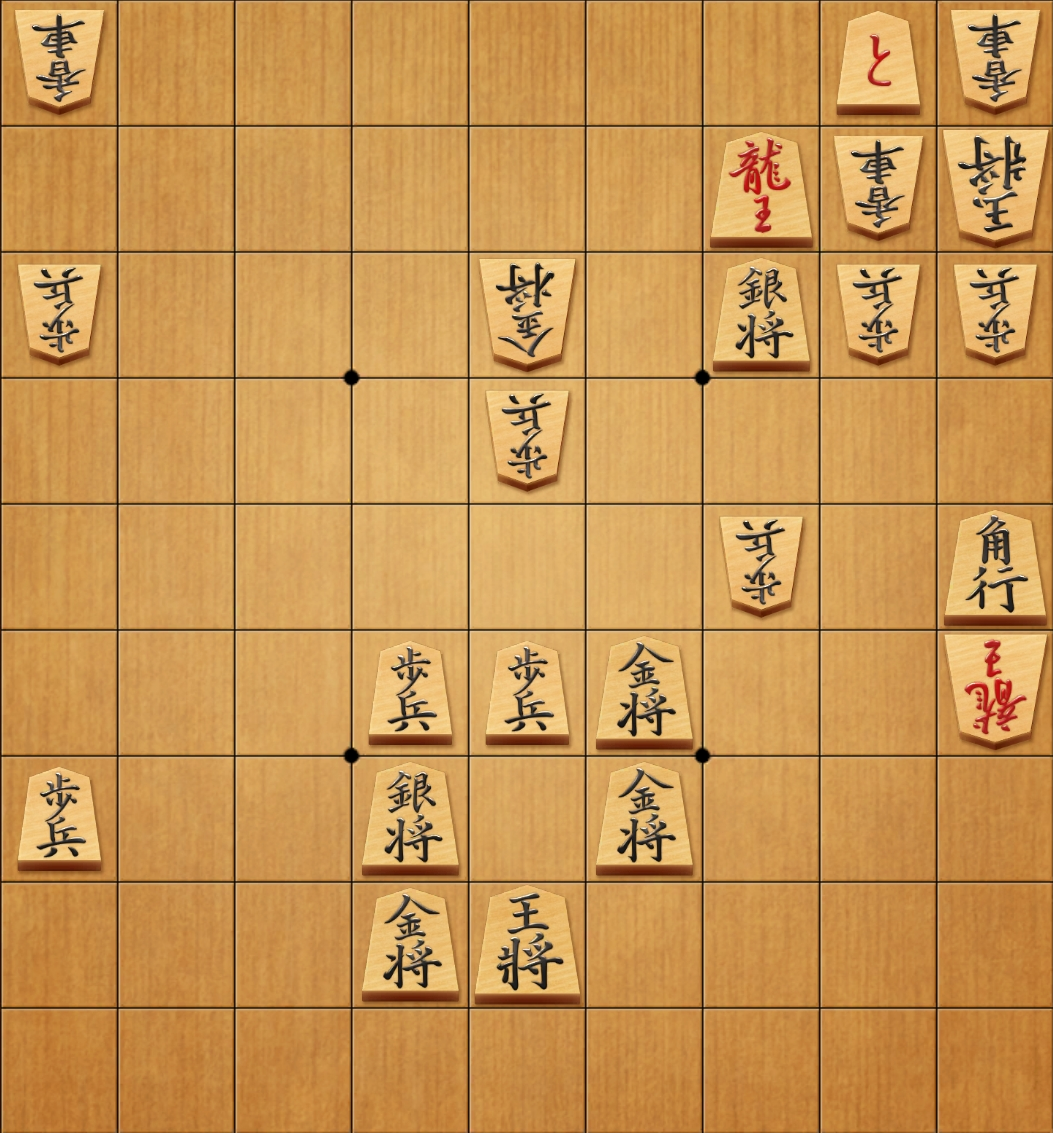 香車 と 香車
龍王 香車 玉将
歩兵 金将 銀将 歩兵 歩兵
歩兵
歩兵 角行
歩兵 歩兵 金将 龍王
歩兵 銀将 金将
金将 王将